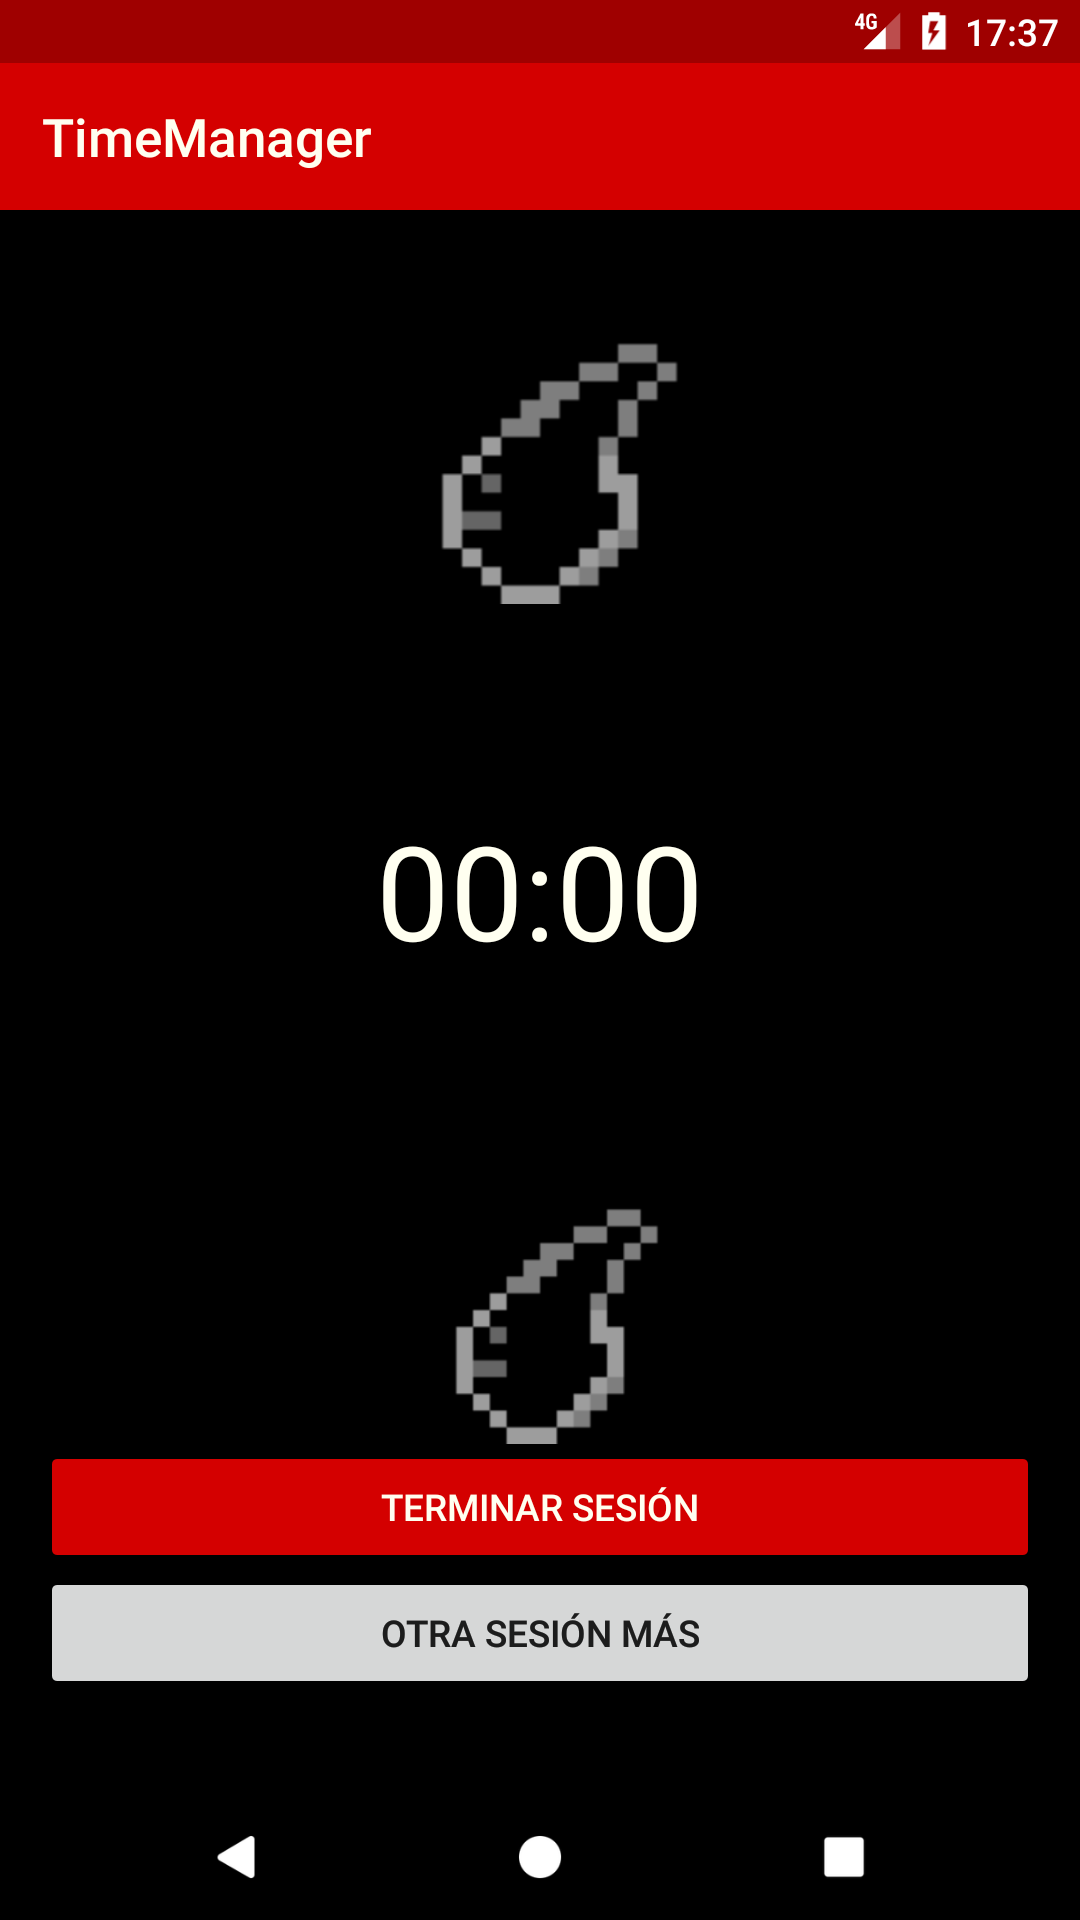 4G 17:37
TimeManager
00:00
TERMINAR SESIÓN
OTRA SESIÓN MÁS